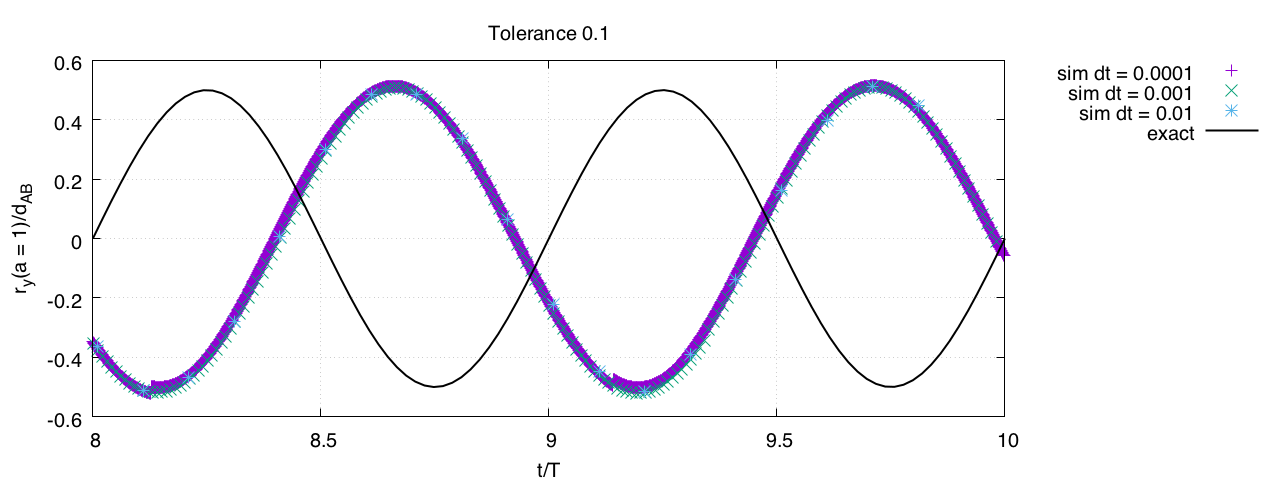 Tolerance 0.1
sim dt = 0.0001
sim dt = 0.001
sim dt = 0.01
exact
r_y(a = 1)/d_AB
0.6
0.4
0.2
0
-0.2
-0.4
-0.6
8
8.5
9
9.5
10
t/T